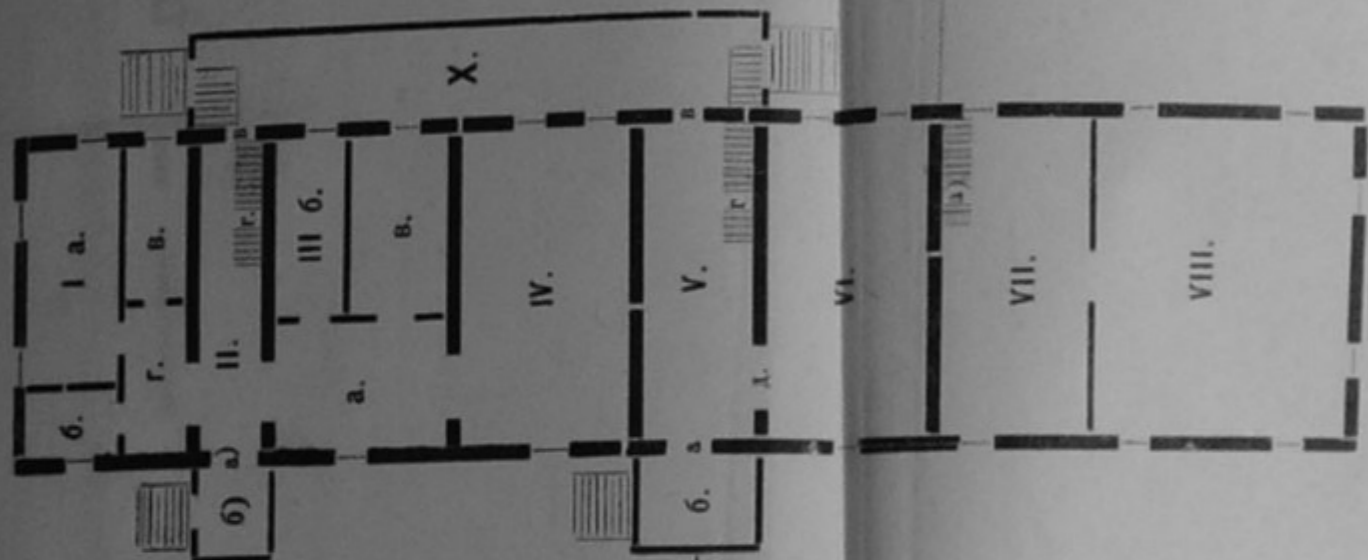 X.
I а.
б.
в.
г.
II.
а)
б)
в
г.
III б.
в.
а.
IV.
V.
а
б.
в
г
д.
VI.
VII.
а)
VIII.